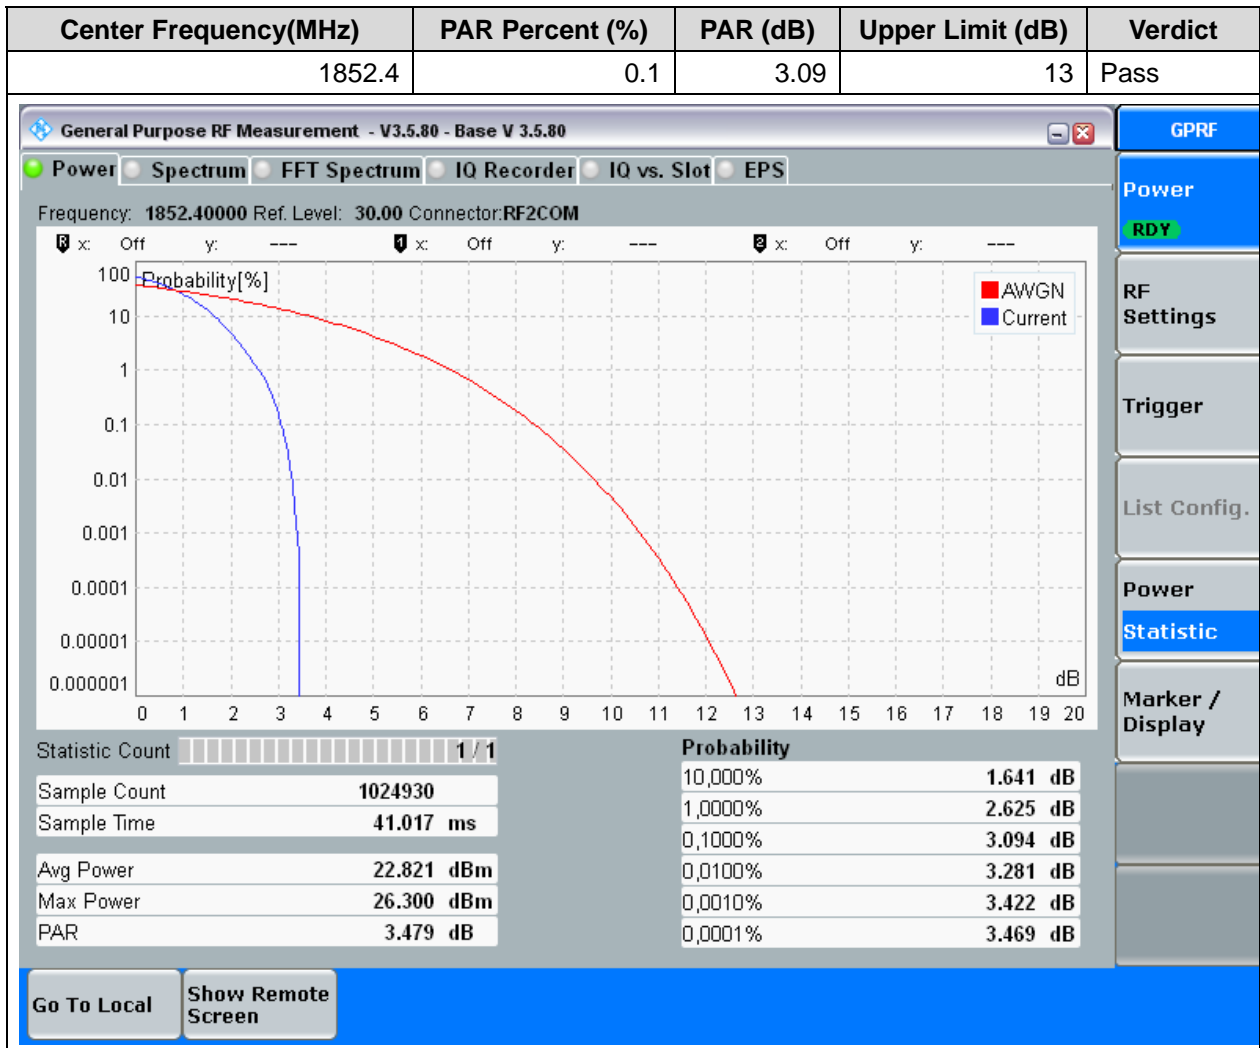 Center Frequency(MHz) PAR Percent (%) PAR (dB) Upper Limit (dB) Verdict
1852.4 0.1 3.09 13 Pass
General Purpose RF Measurement - V3.5.80 - Base V 3.5.80
GPRF
Power Spectrum FFT Spectrum IQ Recorder IQ vs. Slot EPS
Power
RDY
Frequency: 1852.40000 Ref. Level: 30.00 Connector:RF2COM
R x: Off y: --- 1 x: Off y: --- 2 x: Off y: ---
100 Probability[%]
AWGN
Current
10
1
0.1
0.01
0.001
0.0001
0.00001
0.000001
dB
0 1 2 3 4 5 6 7 8 9 10 11 12 13 14 15 16 17 18 19 20
RF
Settings
Trigger
List Config.
Power
Statistic
Marker /
Display
Statistic Count 1 / 1
Sample Count 1024930
Sample Time 41.017 ms
Avg Power 22.821 dBm
Max Power 26.300 dBm
PAR 3.479 dB
Probability
10,000% 1.641 dB
1,0000% 2.625 dB
0,1000% 3.094 dB
0,0100% 3.281 dB
0,0010% 3.422 dB
0,0001% 3.469 dB
Go To Local
Show Remote
Screen